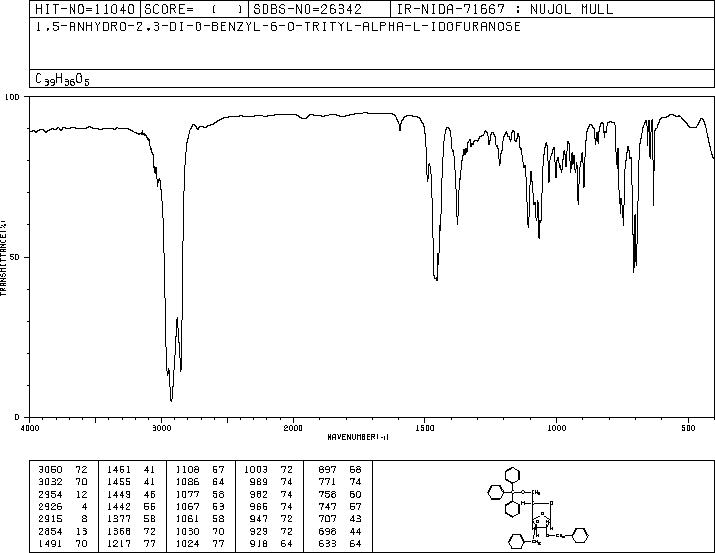 HIT-NO=11040 SCORE= ( ) SDBS-NO=26342 IR-NIDA-71667 : NUJOL MULL
1,5-ANHYDRO-2,3-DI-O-BENZYL-6-O-TRITYL-ALPHA-L-IDOFURANOSE
C39H36O5
100
50
0
TRANSMITTANCE(%)
4000 3000 2000 1500 1000 500
WAVENUMBER(-1)
3060 72 1461 41 1108 57 1003 72 897 68
3032 70 1455 41 1086 64 989 74 771 74
2954 12 1449 46 1077 58 982 74 758 60
2926 4 1442 66 1067 53 966 74 747 57
2915 8 1377 58 1061 58 947 72 707 43
2854 13 1368 72 1030 70 929 72 698 44
1491 70 1217 77 1024 77 918 64 633 64